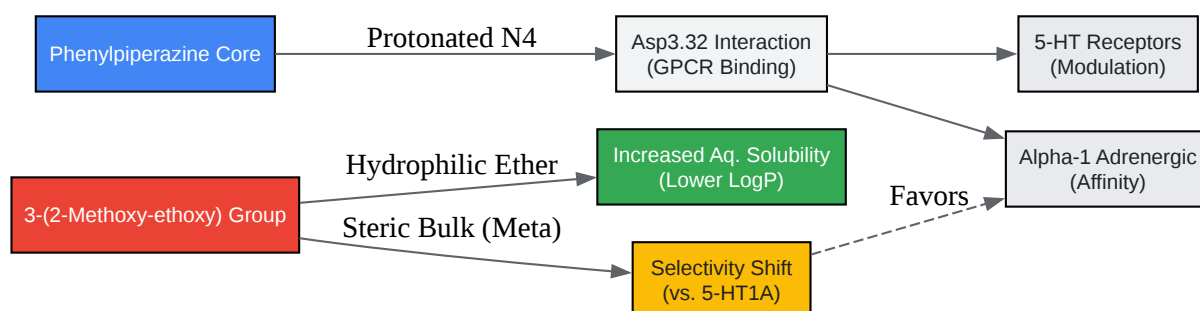 Phenylpiperazine Core
Protonated N4
Asp3.32 Interaction
(GPCR Binding)
5-HT Receptors
(Modulation)
3-(2-Methoxy-ethoxy) Group
Hydrophilic Ether
Increased Aq. Solubility
(Lower LogP)
Alpha-1 Adrenergic
(Affinity)
Steric Bulk (Meta)
Selectivity Shift
(vs. 5-HT1A)
Favors